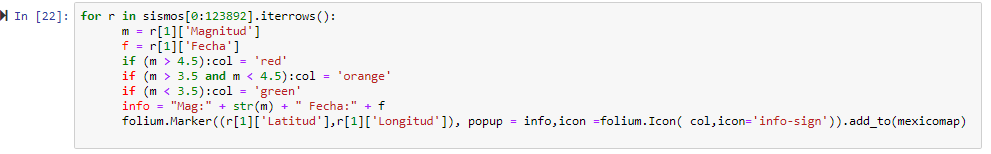 In [22]: for r in sismos[0:123892].iterrows():
m = r[1]['Magnitud']
f = r[1]['Fecha']
if (m > 4.5):col = 'red'
if (m > 3.5 and m < 4.5):col = 'orange'
if (m < 3.5):col = 'green'
info = "Mag:" + str(m) + " Fecha:" + f
folium.Marker((r[1]['Latitud'],r[1]['Longitud']), popup = info,icon =folium.Icon( col,icon='info-sign')).add_to(mexicomap)